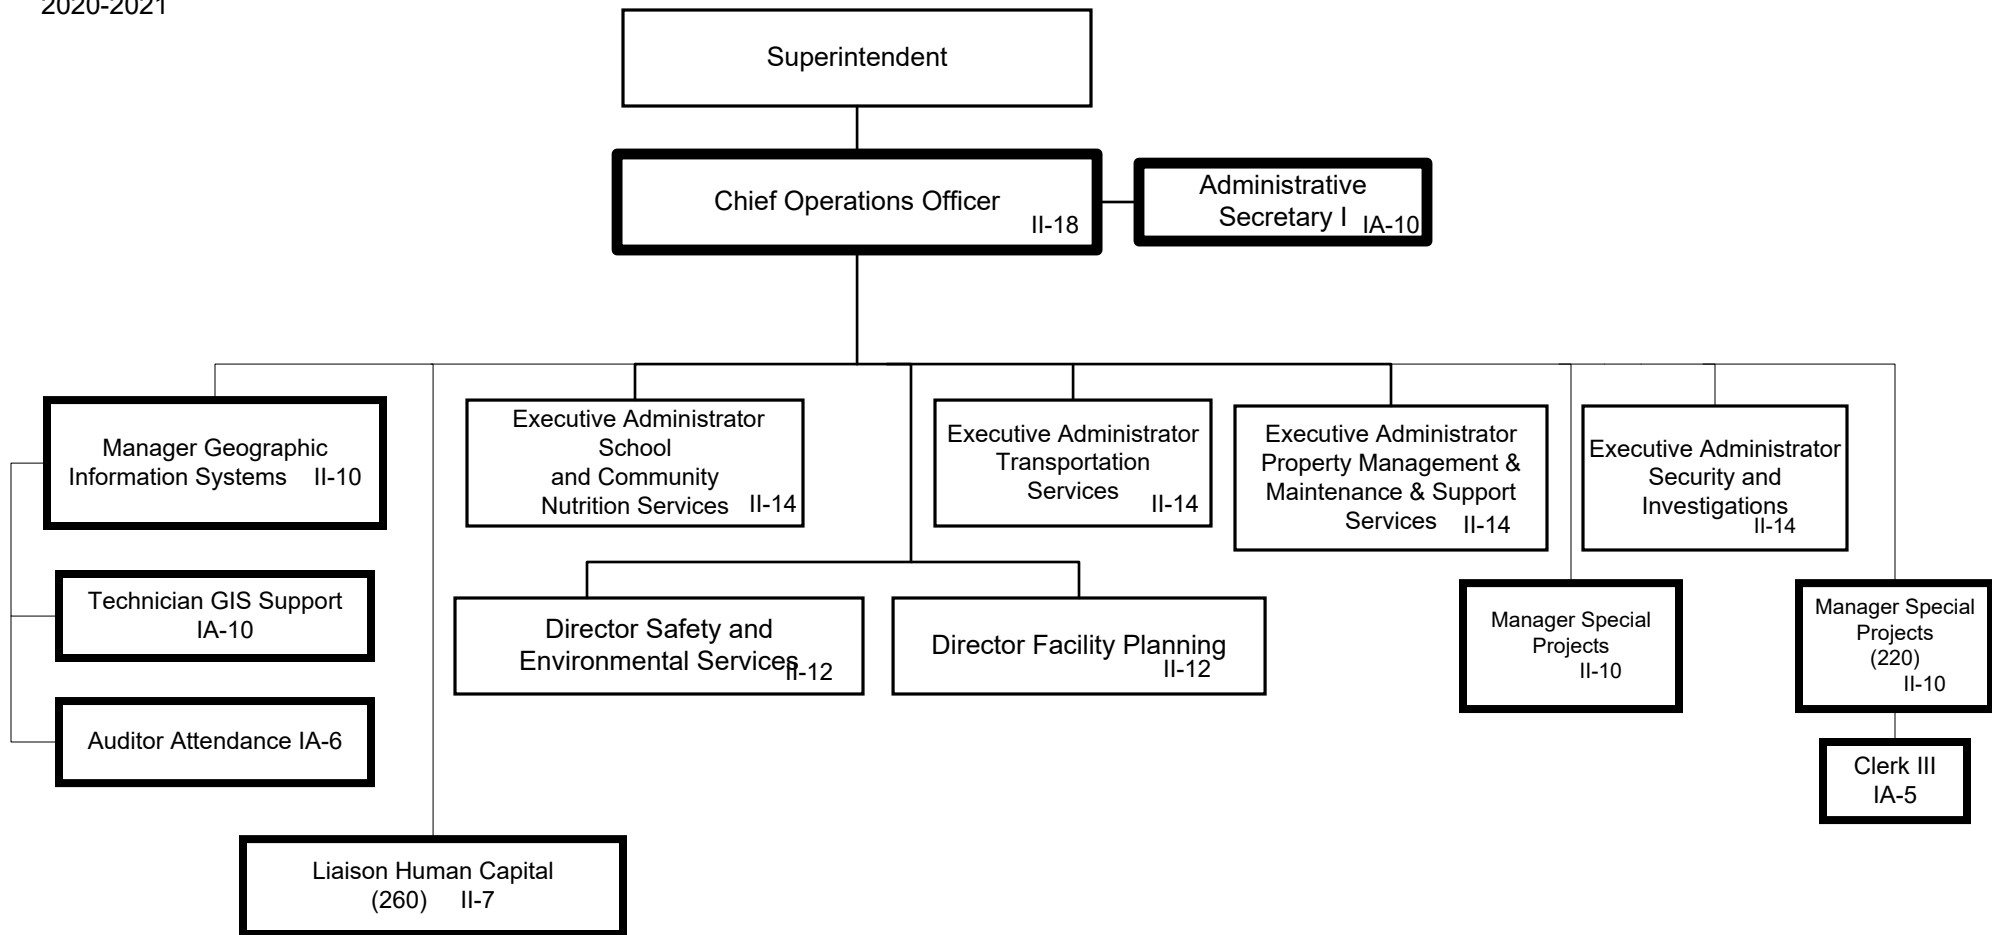 2020-2021
Superintendent
Chief Operations Officer
II-18
Administrative
Secretary I IA-10
Manager Geographic
Information Systems II-10
Executive Administrator
School
and Community
Nutrition Services II-14
Executive Administrator
Transportation
Services
II-14
Executive Administrator
Property Management &
Maintenance & Support
Services II-14
Executive Administrator
Security and
Investigations
II-14
Technician GIS Support
IA-10
Director Safety and
Environmental Services
II-12
Director Facility Planning
II-12
Manager Special
Projects
II-10
Manager Special
Projects
(220)
II-10
Auditor Attendance IA-6
Clerk III
IA-5
Liaison Human Capital
(260) II-7